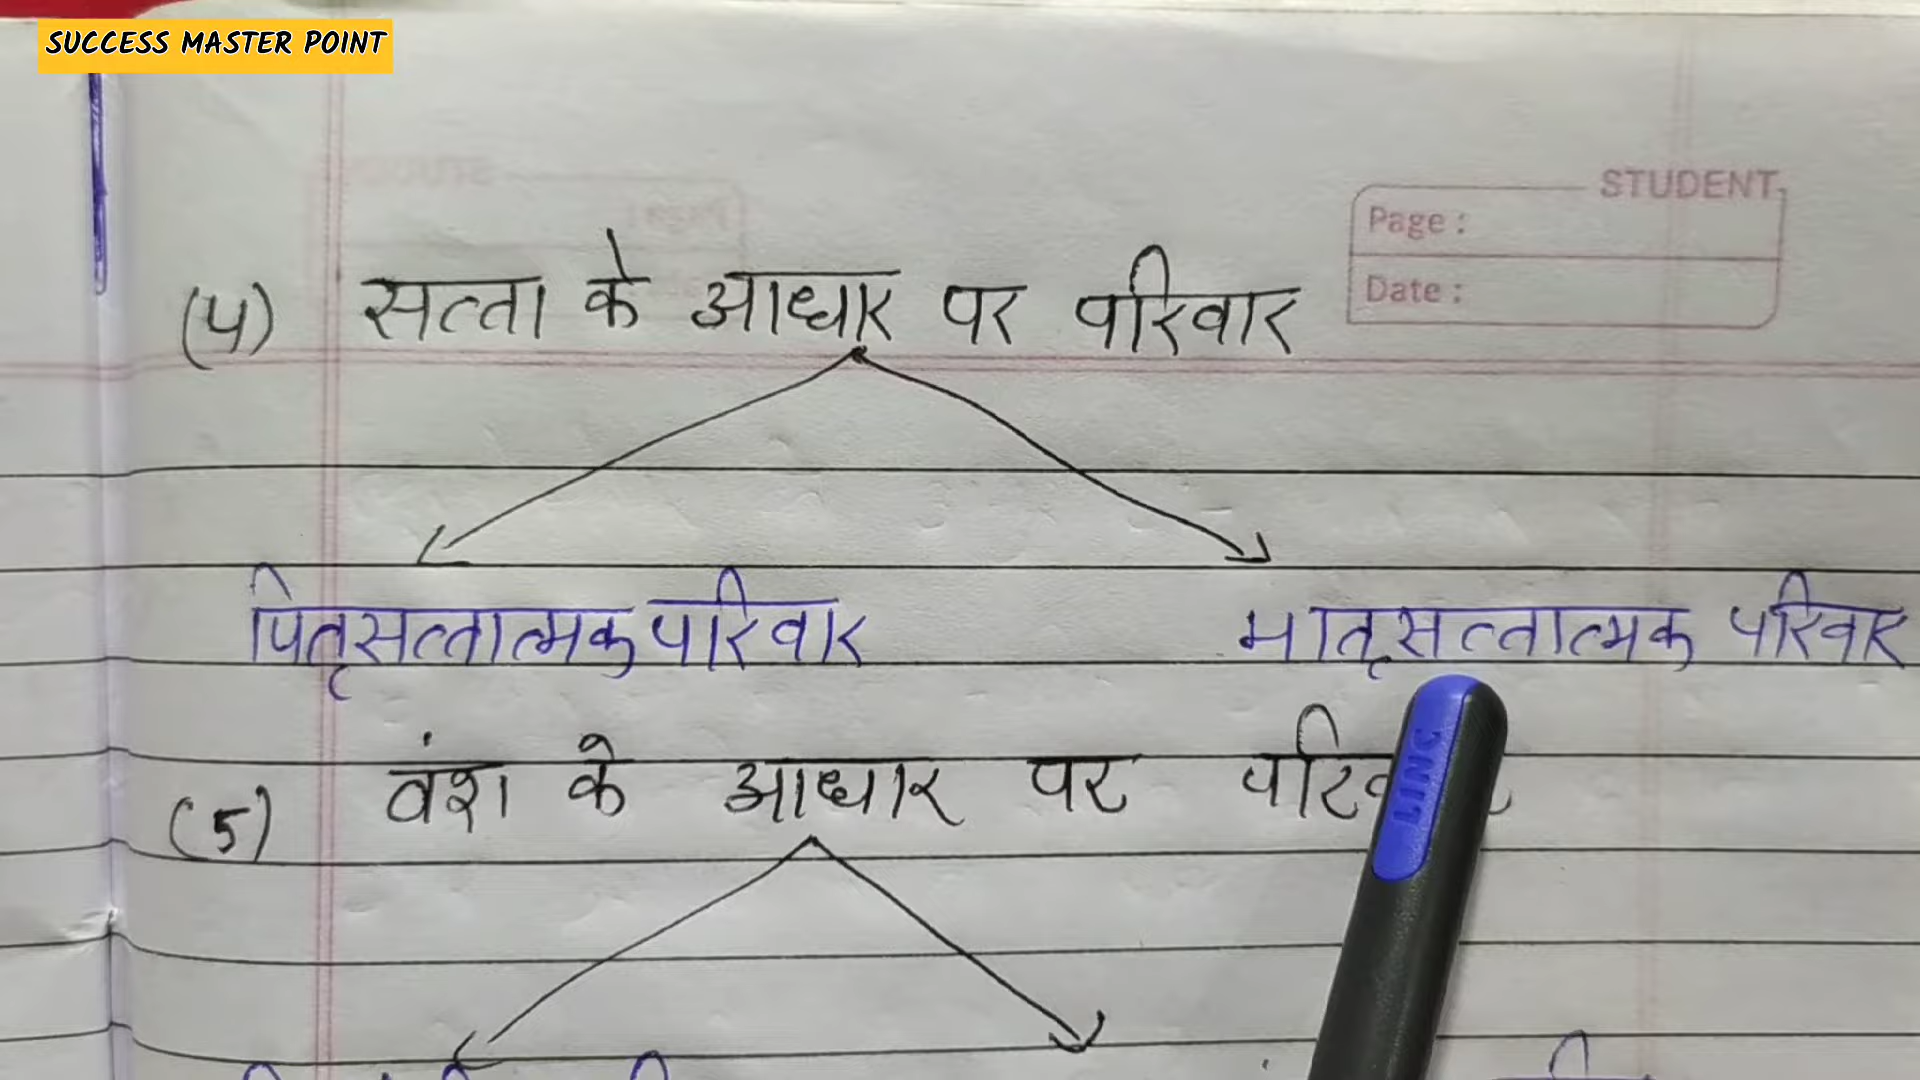 SUCCESS MASTER POINT
STUDENT
Page :
Date :
(4) सत्ता के आधार पर परिवार
पितृसत्तात्मक परिवार मातृसत्तात्मक परिवार
(5) वंश के आधार पर
LINC